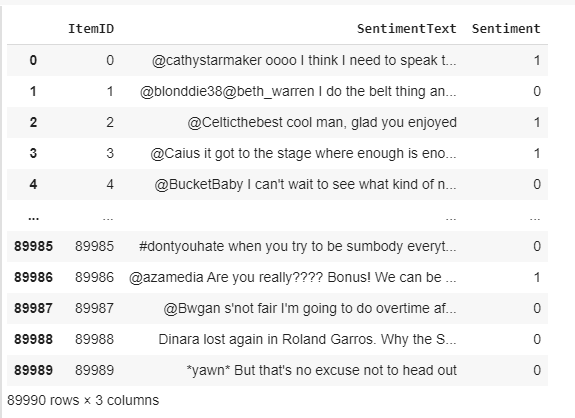 ItemID SentimentText Sentiment
0 0 @cathystarmaker oooo I think I need to speak t... 1
1 1 @blonddie38@beth_warren I do the belt thing an... 0
2 2 @Celticthebest cool man, glad you enjoyed 1
3 3 @Caius it got to the stage where enough is eno... 1
4 4 @BucketBaby I can't wait to see what kind of n... 0
... ... ... ...
89985 89985 #dontyouhate when you try to be sumbody everyt... 0
89986 89986 @azamedia Are you really???? Bonus! We can be ... 1
89987 89987 @Bwgan s'not fair I'm going to do overtime af... 0
89988 89988 Dinara lost again in Roland Garros. Why the S... 0
89989 89989 *yawn* But that's no excuse not to head out 0
89990 rows × 3 columns